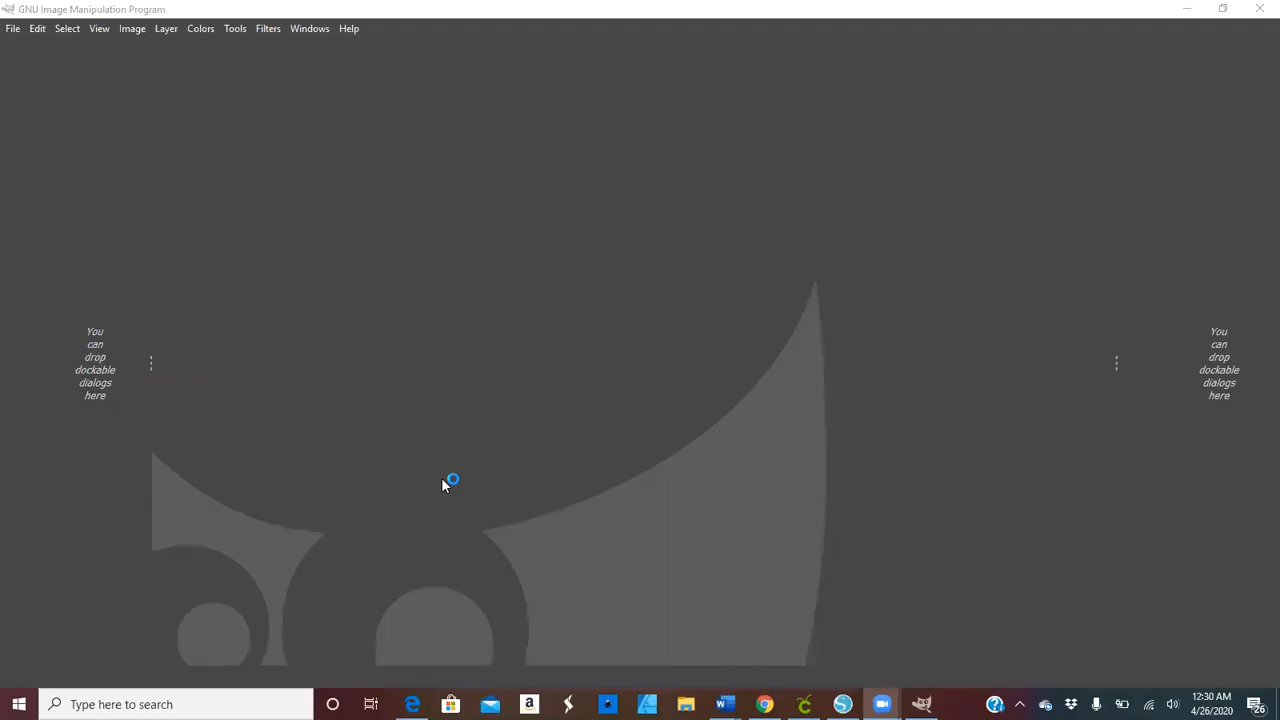 GNU Image Manipulation Program
File Edit Select View Image Layer Colors Tools Filters Windows Help
You
can
drop
dockable
dialogs
here
You
can
drop
dockable
dialogs
here
Type here to search
a
W
12:30 AM
4/26/2020
26